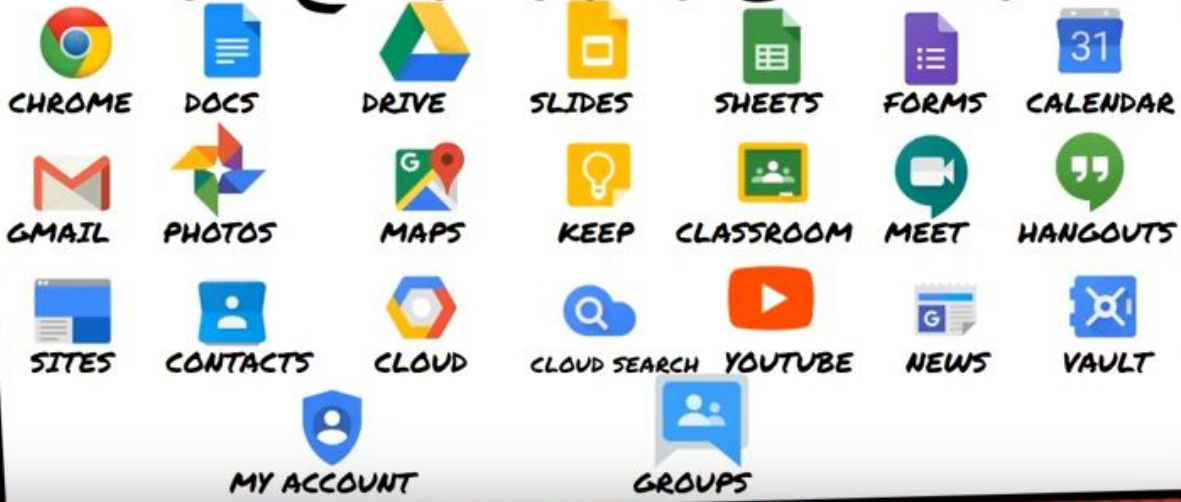 CHROME DOCS DRIVE SLIDES SHEETS FORMS CALENDAR
31
GMAIL PHOTOS MAPS KEEP CLASSROOM MEET HANGOUTS
G
SITES CONTACTS CLOUD CLOUD SEARCH YOUTUBE NEWS VAULT
G
MY ACCOUNT GROUPS